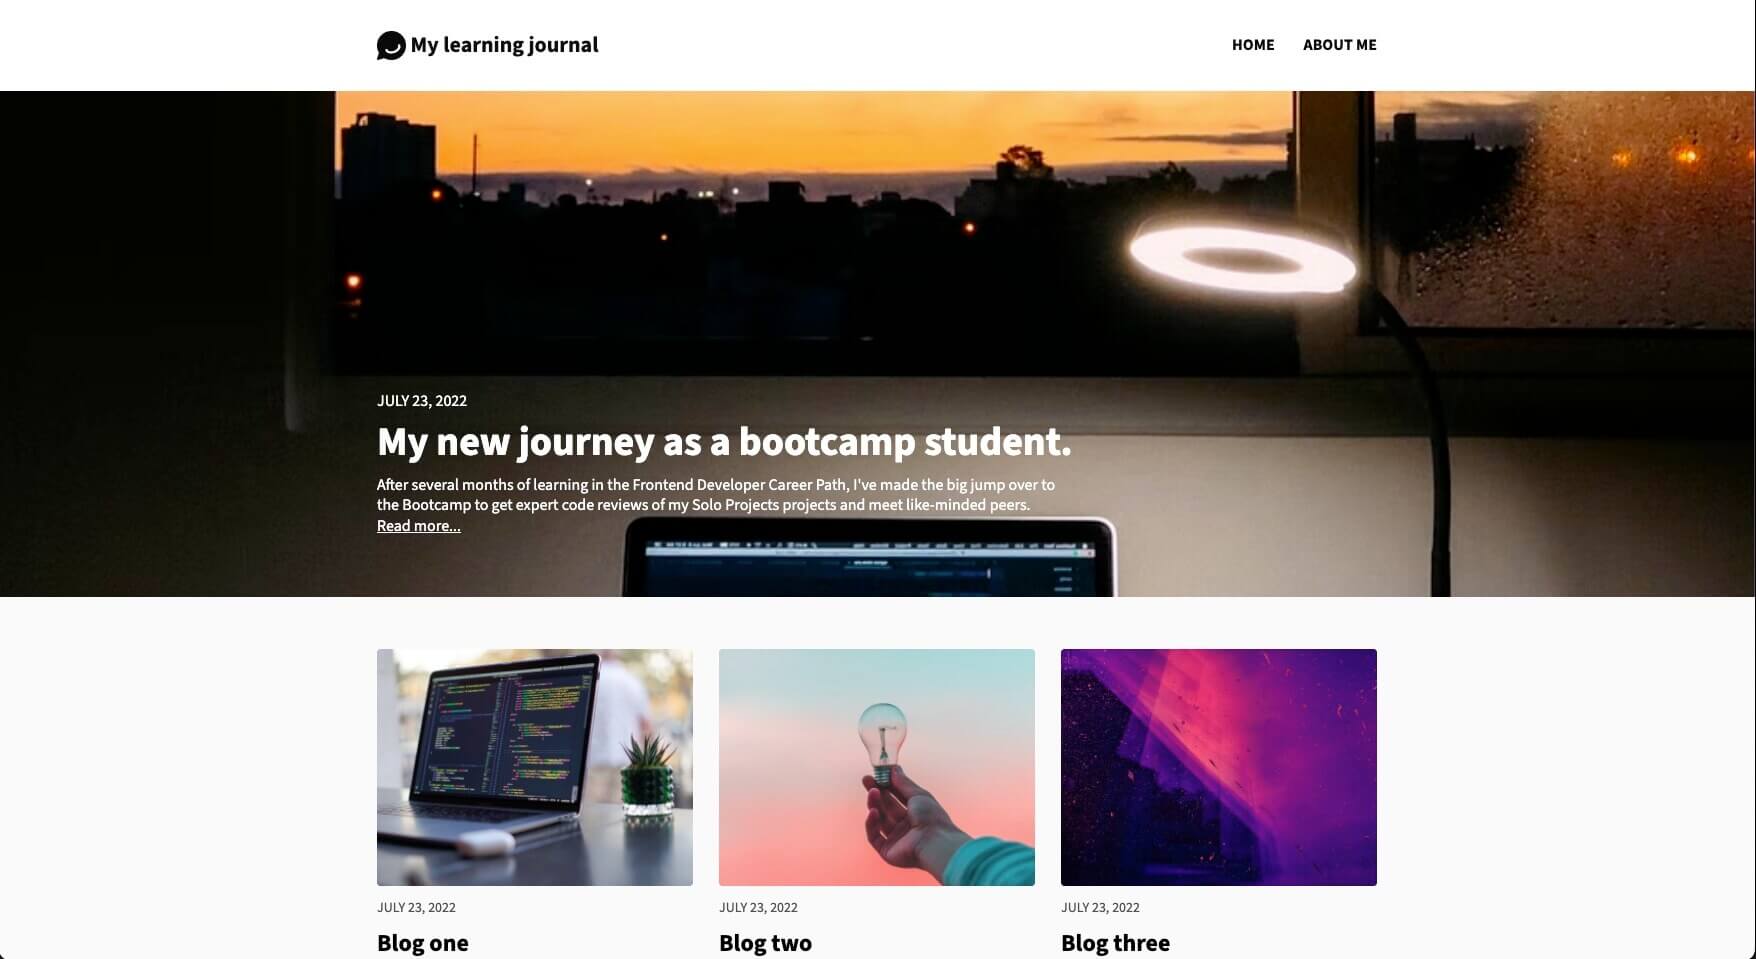 My learning journal
HOME
ABOUT ME
JULY 23, 2022
My new journey as a bootcamp student.
After several months of learning in the Frontend Developer Career Path, I've made the big jump over to
the Bootcamp to get expert code reviews of my Solo Projects projects and meet like-minded peers.
Read more...
JULY 23, 2022
Blog one
JULY 23, 2022
Blog two
JULY 23, 2022
Blog three